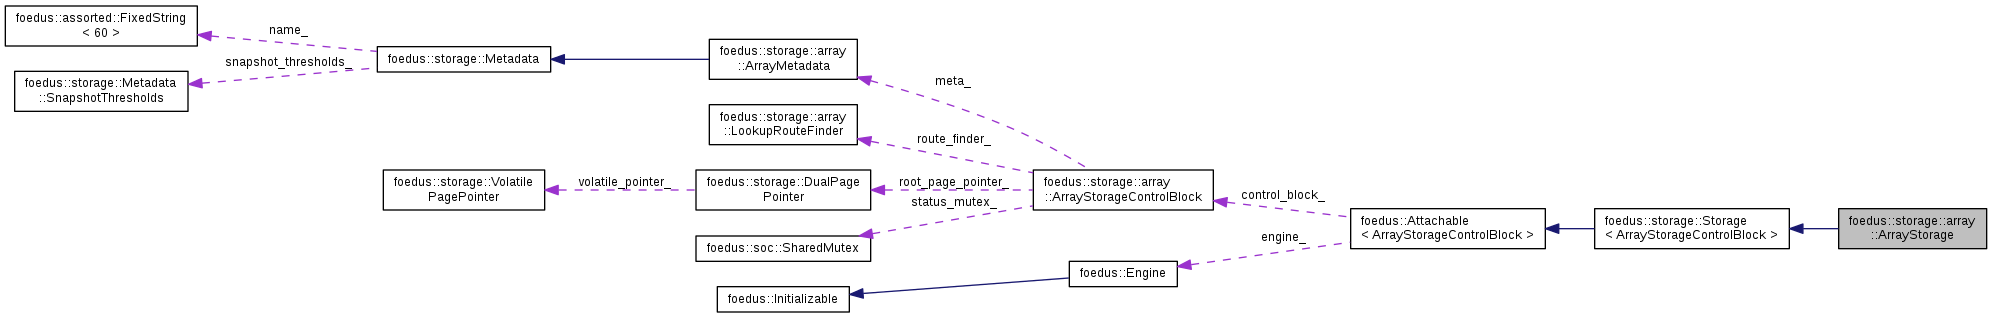 foedus::assorted::FixedString
< 60 >
name_
snapshot_thresholds_
foedus::storage::Metadata
::SnapshotThresholds
foedus::storage::Metadata
foedus::storage::array
::ArrayMetadata
meta_
foedus::storage::array
::LookupRouteFinder
route_finder_
foedus::storage::Volatile
PagePointer
volatile_pointer_
foedus::storage::DualPage
Pointer
root_page_pointer_
status_mutex_
foedus::soc::SharedMutex
foedus::storage::array
::ArrayStorageControlBlock
control_block_
engine_
foedus::Engine
foedus::Initializable
foedus::Attachable
< ArrayStorageControlBlock >
foedus::storage::Storage
< ArrayStorageControlBlock >
foedus::storage::array
::ArrayStorage